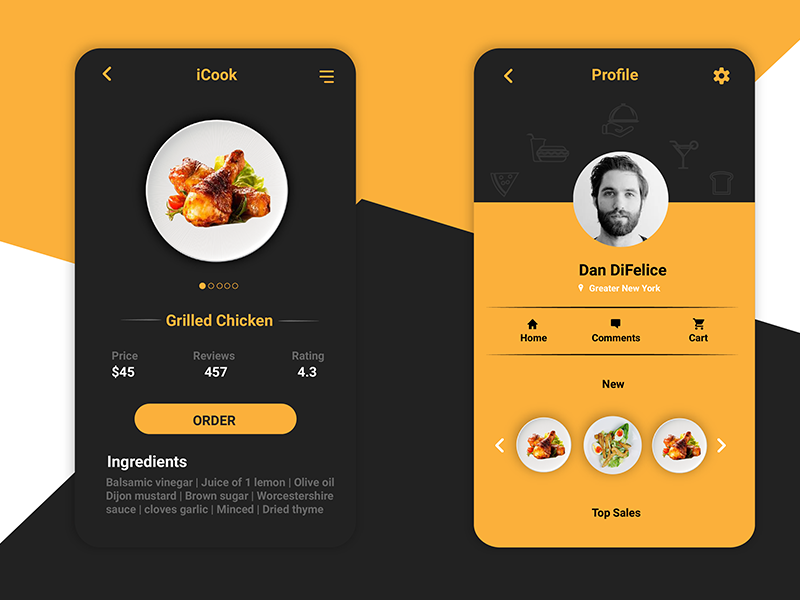 iCook
Grilled Chicken
Price Reviews Rating
$45 457 4.3
ORDER
Ingredients
Balsamic vinegar | Juice of 1 lemon | Olive oil
Dijon mustard | Brown sugar | Worcestershire
sauce | cloves garlic | Minced | Dried thyme
Profile
Dan DiFelice
Greater New York
Home Comments Cart
New
Top Sales